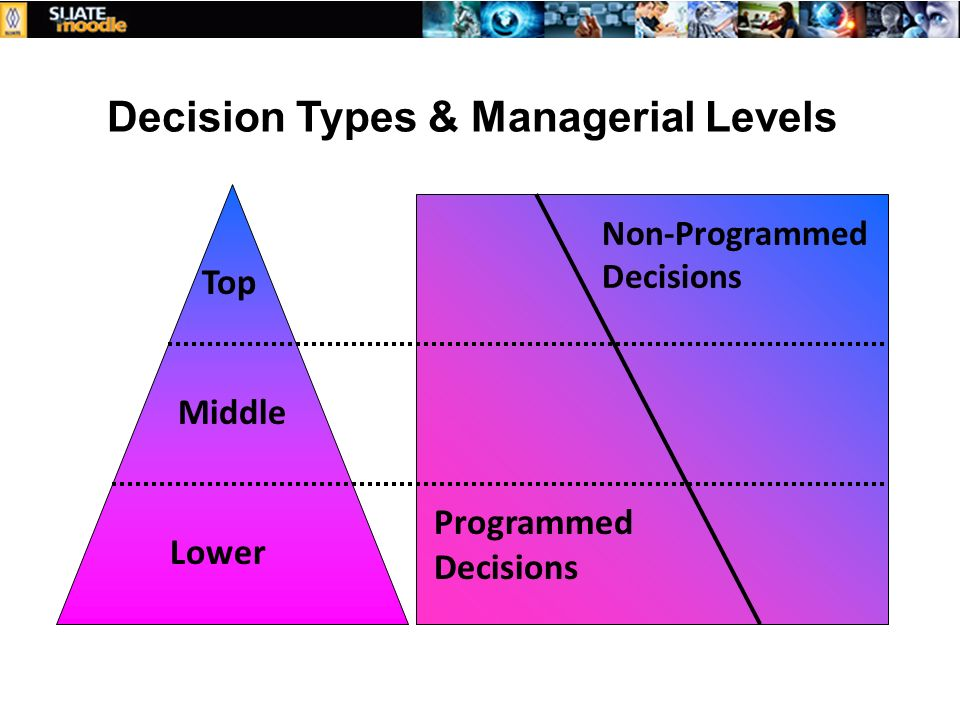 SLIATE
moodle
Decision Types & Managerial Levels
Top
Middle
Lower
Non-Programmed
Decisions
Programmed
Decisions